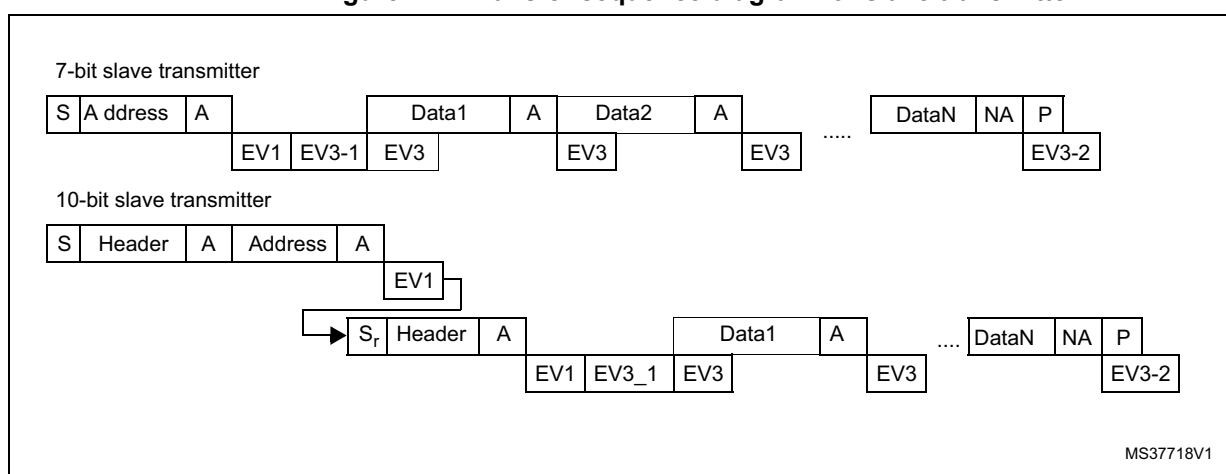 7-bit slave transmitter
S A ddress A Data1 A Data2 A ..... DataN NA P
EV1 EV3-1 EV3 EV3 EV3 EV3-2
10-bit slave transmitter
S Header A Address A
EV1
Sr Header A Data1 A .... DataN NA P
EV1 EV3_1 EV3 EV3 EV3-2
MS37718V1